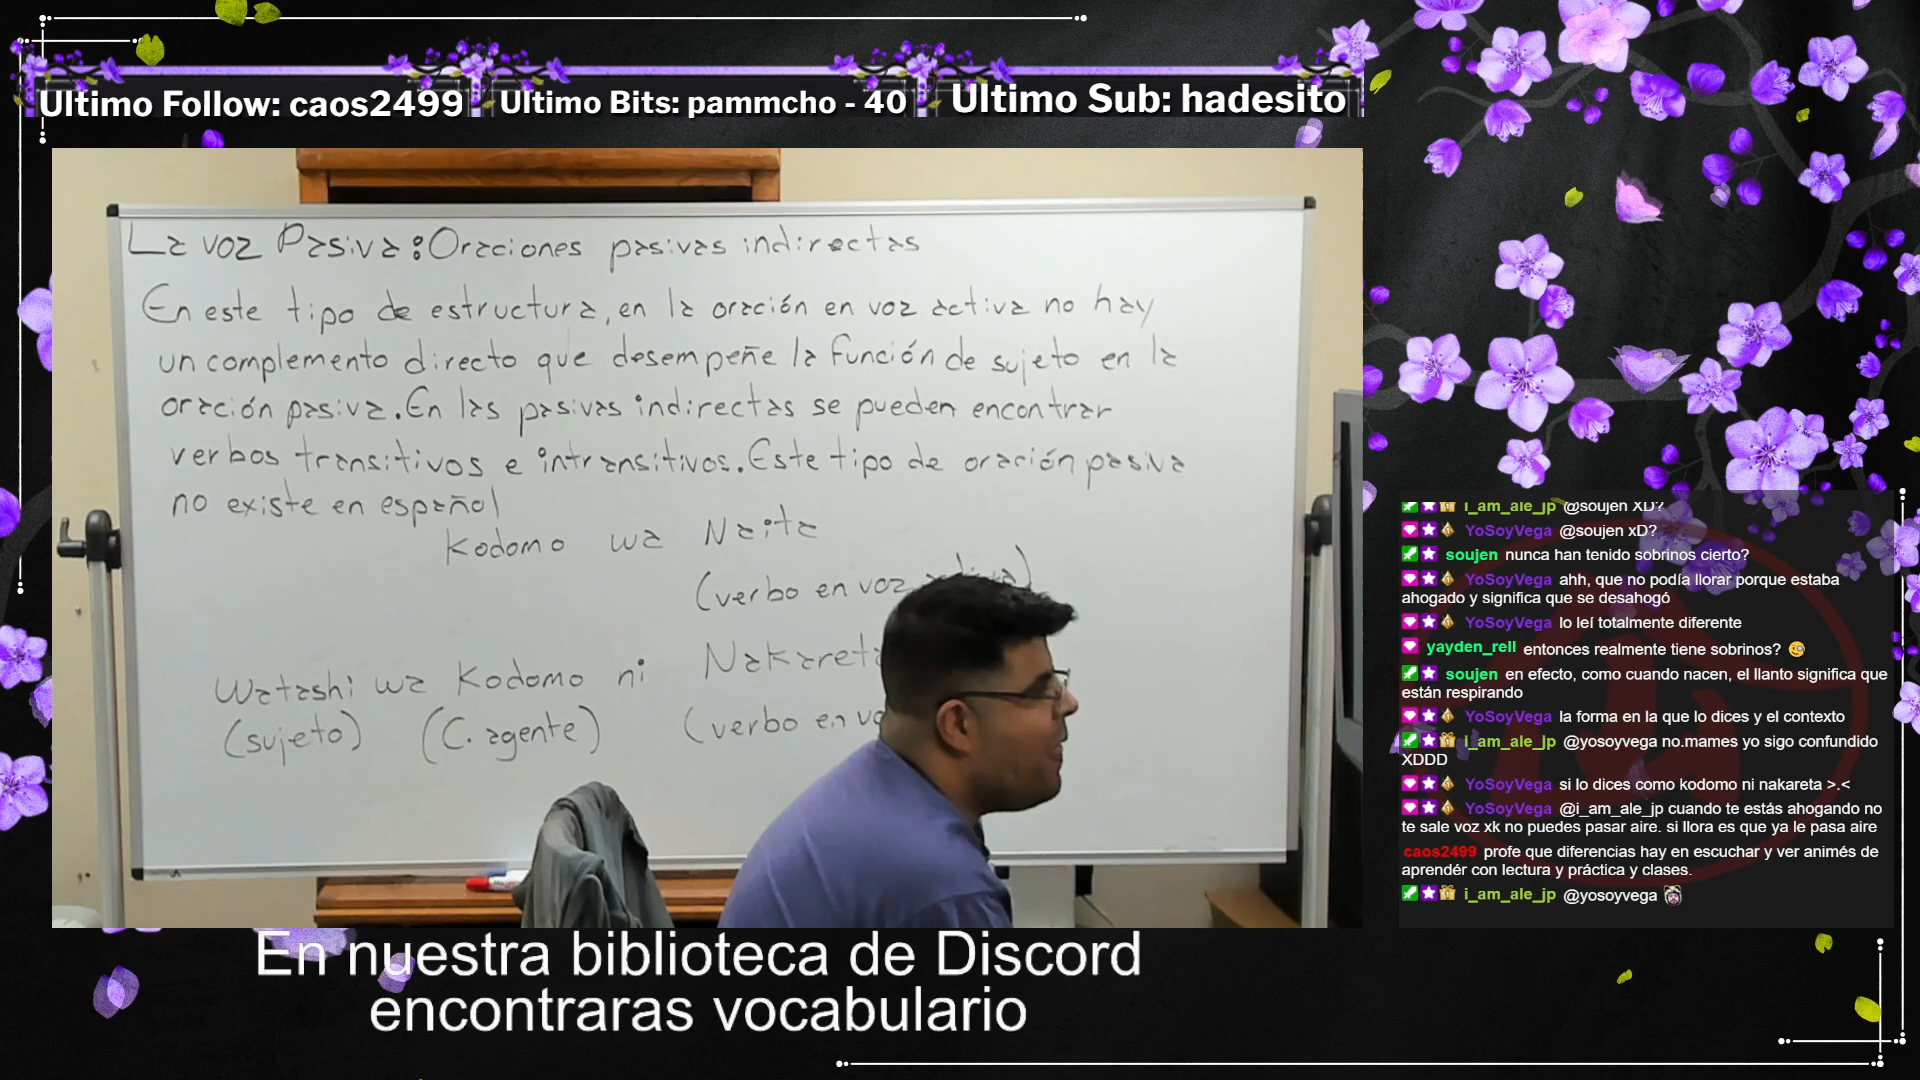 Ultimo Follow: caos2499
Ultimo Bits: pammcho - 40
Ultimo Sub: hadesito
La voz Pasiva: Oraciones pasivas indirectas
En este tipo de estructura, en la oración en voz activa no hay
un complemento directo que desempeñe la función de sujeto en la
oración pasiva. En las pasivas indirectas se pueden encontrar
verbos transitivos e intransitivos. Este tipo de oración pasiva
no existe en español
Kodomo wa Naita
(verbo en voz
Watashi wa Kodomo ni Nakareta
(sujeto) (C. agente) (verbo en vo
i_am_ale_jp @soujen XD?
YoSoyVega @soujen xD?
soujen nunca han tenido sobrinos cierto?
YoSoyVega ahh, que no podía llorar porque estaba
ahogado y significa que se desahogó
YoSoyVega lo leí totalmente diferente
yayden_rell entonces realmente tiene sobrinos?
soujen en efecto, como cuando nacen, el llanto significa que
están respirando
YoSoyVega la forma en la que lo dices y el contexto
i_am_ale_jp @yosoyvega no.mames yo sigo confundido
XDDD
YoSoyVega si lo dices como kodomo ni nakareta >.<
YoSoyVega @i_am_ale_jp cuando te estás ahogando no
te sale voz xk no puedes pasar aire. si llora es que ya le pasa aire
caos2499 profe que diferencias hay en escuchar y ver animés de
aprendér con lectura y práctica y clases.
i_am_ale_jp @yosoyvega
En nuestra biblioteca de Discord
encontraras vocabulario